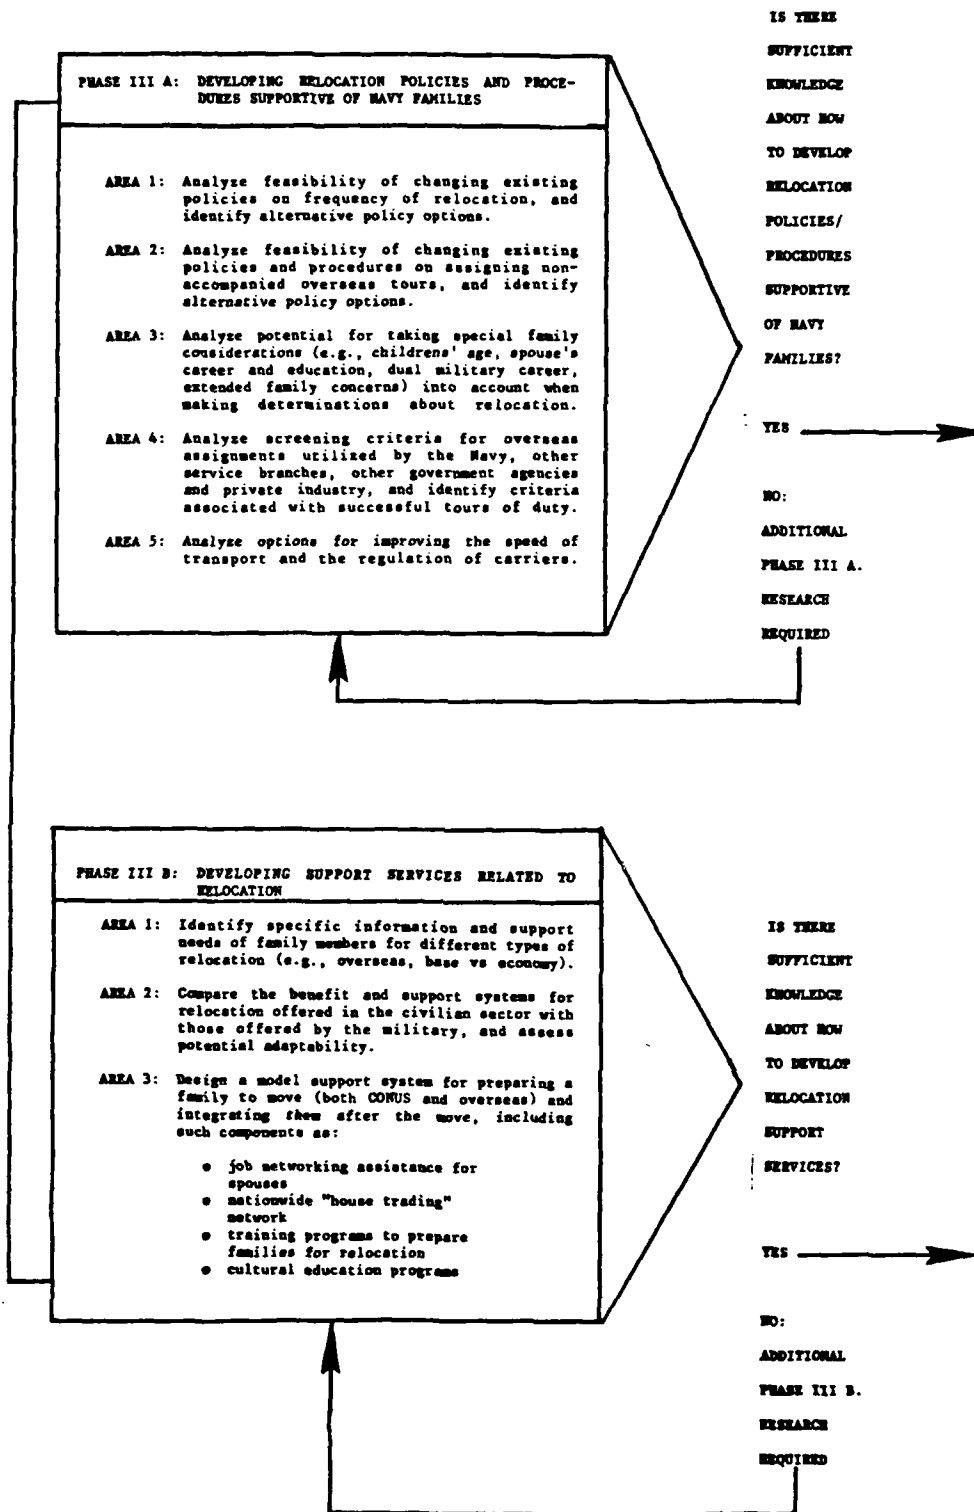 PHASE III A: DEVELOPING RELOCATION POLICIES AND PROCE-
DURES SUPPORTIVE OF NAVY FAMILIES
AREA 1: Analyze feasibility of changing existing
policies on frequency of relocation, and
identify alternative policy options.
AREA 2: Analyze feasibility of changing existing
policies and procedures on assigning non-
accompanied overseas tours, and identify
alternative policy options.
AREA 3: Analyze potential for taking special family
considerations (e.g., childrens' age, spouse's
career and education, dual military career,
extended family concerns) into account when
making determinations about relocation.
AREA 4: Analyze screening criteria for overseas
assignments utilized by the Navy, other
service branches, other government agencies
and private industry, and identify criteria
associated with successful tours of duty.
AREA 5: Analyze options for improving the speed of
transport and the regulation of carriers.
IS THERE
SUFFICIENT
KNOWLEDGE
ABOUT HOW
TO DEVELOP
RELOCATION
POLICIES/
PROCEDURES
SUPPORTIVE
OF NAVY
FAMILIES?
YES
NO:
ADDITIONAL
PHASE III A.
RESEARCH
REQUIRED
PHASE III B: DEVELOPING SUPPORT SERVICES RELATED TO
RELOCATION
AREA 1: Identify specific information and support
needs of family members for different types of
relocation (e.g., overseas, base vs economy).
AREA 2: Compare the benefit and support systems for
relocation offered in the civilian sector with
those offered by the military, and assess
potential adaptability.
AREA 3: Design a model support system for preparing a
family to move (both CONUS and overseas) and
integrating them after the move, including
such components as:
• job networking assistance for
spouses
• nationwide "house trading"
network
• training programs to prepare
families for relocation
• cultural education programs
IS THERE
SUFFICIENT
KNOWLEDGE
ABOUT HOW
TO DEVELOP
RELOCATION
SUPPORT
SERVICES?
YES
NO:
ADDITIONAL
PHASE III B.
RESEARCH
REQUIRED